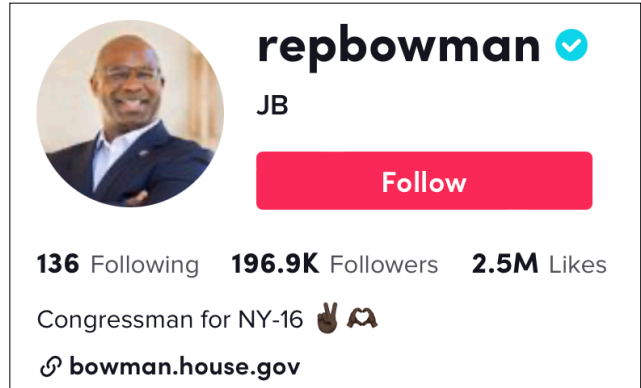 repbowman
JB
Follow
136 Following 196.9K Followers 2.5M Likes
Congressman for NY-16 ✌🏿 🫶🏿
bowman.house.gov